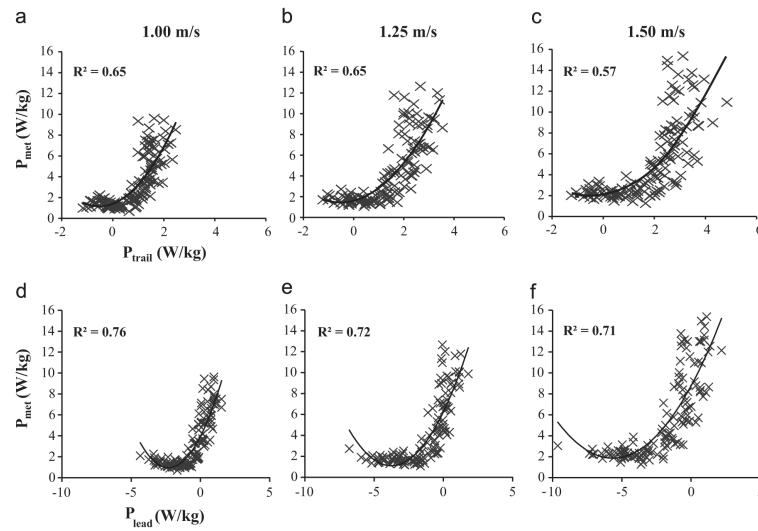 a 1.00 m/s b 1.25 m/s c 1.50 m/s
16 16 16
14 14 14
R² = 0.65 R² = 0.65 R² = 0.57
12 12 12
10 10 10
8 8 8
6 6 6
4 4 4
2 2 2
0 0 0
P_met (W/kg)
-2 0 2 4 6 -2 0 2 4 6 -2 0 2 4 6
P_trail (W/kg)
d e f
16 16 16
14 14 14
R² = 0.76 R² = 0.72 R² = 0.71
12 12 12
10 10 10
8 8 8
6 6 6
4 4 4
2 2 2
0 0 0
P_met (W/kg)
-10 -5 0 5 -10 -5 0 5 -10 -5 0 5
P_lead (W/kg)